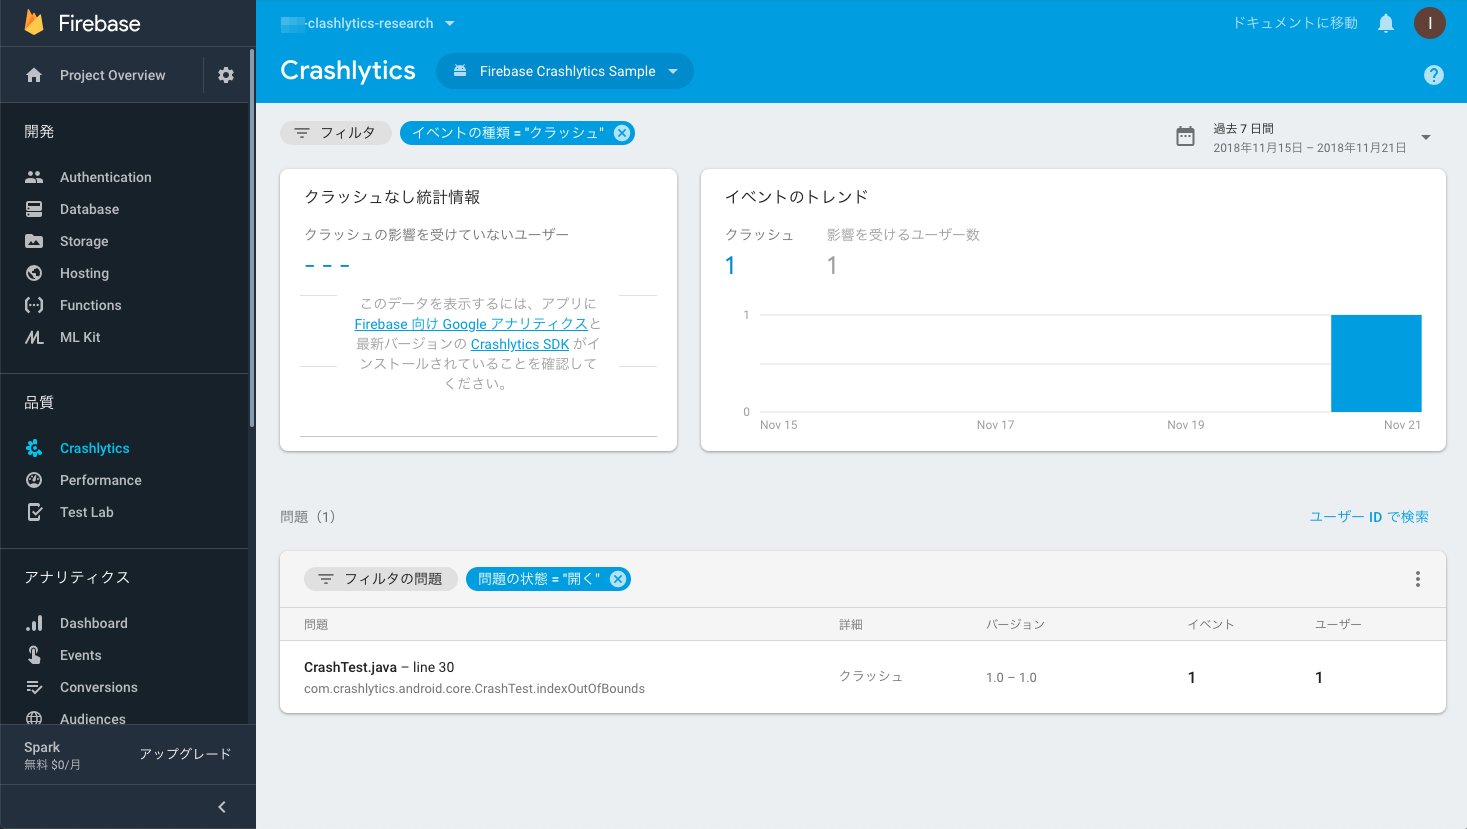 Firebase
Project Overview
開発
Authentication
Database
Storage
Hosting
Functions
ML Kit
品質
Crashlytics
Performance
Test Lab
アナリティクス
Dashboard
Events
Conversions
Audiences
Spark
無料 $0/月
アップグレード
-clashlytics-research
ドキュメントに移動
I
Crashlytics
Firebase Crashlytics Sample
フィルタ
イベントの種類 = "クラッシュ"
過去 7 日間
2018年11月15日 – 2018年11月21日
クラッシュなし統計情報
クラッシュの影響を受けていないユーザー
- - -
このデータを表示するには、アプリに
Firebase 向け Google アナリティクスと
最新バージョンの Crashlytics SDK がイ
ンストールされていることを確認して
ください。
イベントのトレンド
クラッシュ 影響を受けるユーザー数
1 1
1
0
Nov 15 Nov 17 Nov 19 Nov 21
問題（1）
ユーザー ID で検索
フィルタの問題
問題の状態 = "開く"
問題 詳細 バージョン イベント ユーザー
CrashTest.java – line 30
com.crashlytics.android.core.CrashTest.indexOutOfBounds
クラッシュ 1.0 – 1.0 1 1